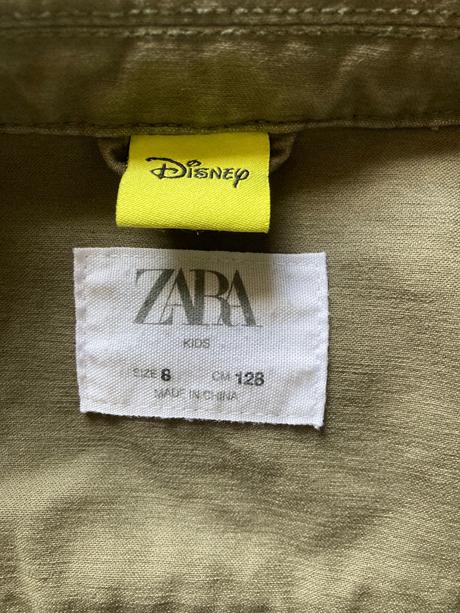 Disney
ZARA
KIDS
SIZE 8 CM 128
MADE IN CHINA